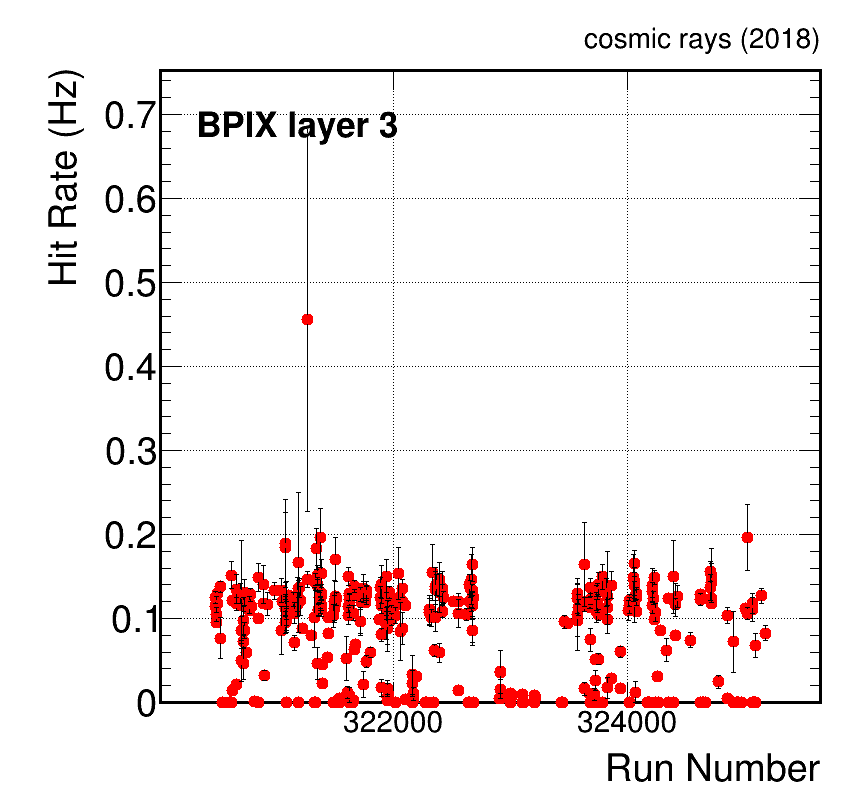 cosmic rays (2018)
Hit Rate (Hz)
BPIX layer 3
0.7
0.6
0.5
0.4
0.3
0.2
0.1
0
322000
324000
Run Number